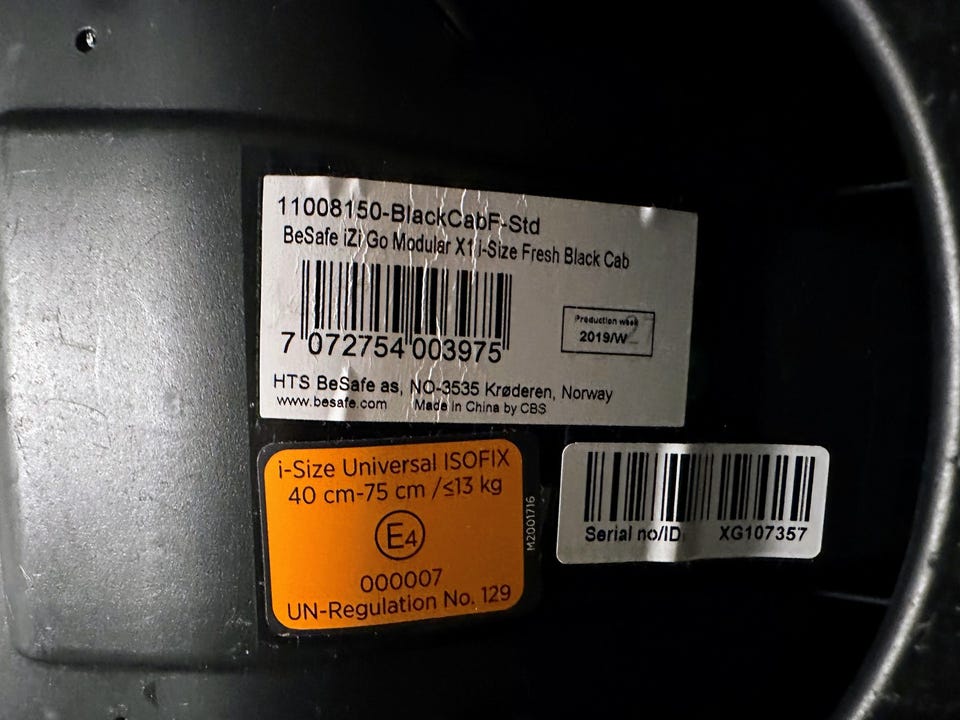 11008150-BlackCabF-Std
BeSafe iZi Go Modular X1 i-Size Fresh Black Cab
Production week
2019/W
7 072754 003975
HTS BeSafe as, NO-3535 Krøderen, Norway
www.besafe.com Made in China by CBS
i-Size Universal ISOFIX
40 cm-75 cm /≤13 kg
E4
000007
UN-Regulation No. 129
M2001716
Serial no/ID: XG107357